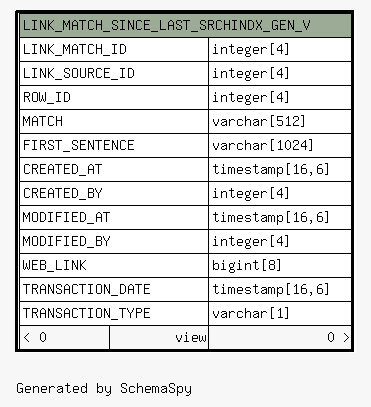 LINK_MATCH_SINCE_LAST_SRCHINDX_GEN_V
LINK_MATCH_ID integer[4]
LINK_SOURCE_ID integer[4]
ROW_ID integer[4]
MATCH varchar[512]
FIRST_SENTENCE varchar[1024]
CREATED_AT timestamp[16,6]
CREATED_BY integer[4]
MODIFIED_AT timestamp[16,6]
MODIFIED_BY integer[4]
WEB_LINK bigint[8]
TRANSACTION_DATE timestamp[16,6]
TRANSACTION_TYPE varchar[1]
< 0 view 0 >
Generated by SchemaSpy